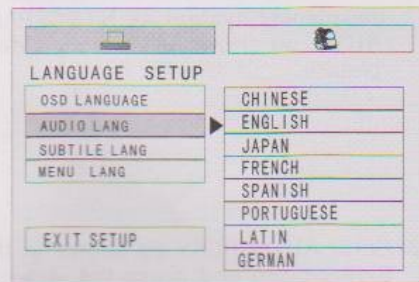 LANGUAGE SETUP
OSD LANGUAGE
AUDIO LANG
SUBTILE LANG
MENU LANG
EXIT SETUP
CHINESE
ENGLISH
JAPAN
FRENCH
SPANISH
PORTUGUESE
LATIN
GERMAN